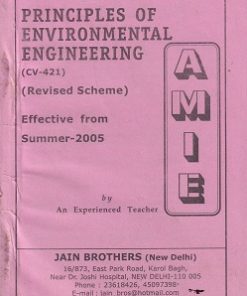 PRINCIPLES OF
ENVIRONMENTAL
ENGINEERING
(CV-421)
(Revised Scheme)
Effective from
Summer-2005
AMIE
by
An Experienced Teacher
JAIN BROTHERS (New Delhi)
16/873, East Park Road, Karol Bagh,
Near Dr. Joshi Hospital, NEW DELHI-110 005
Phone : 23618426, 45097398
E-mail : jain_bros@hotmail.com